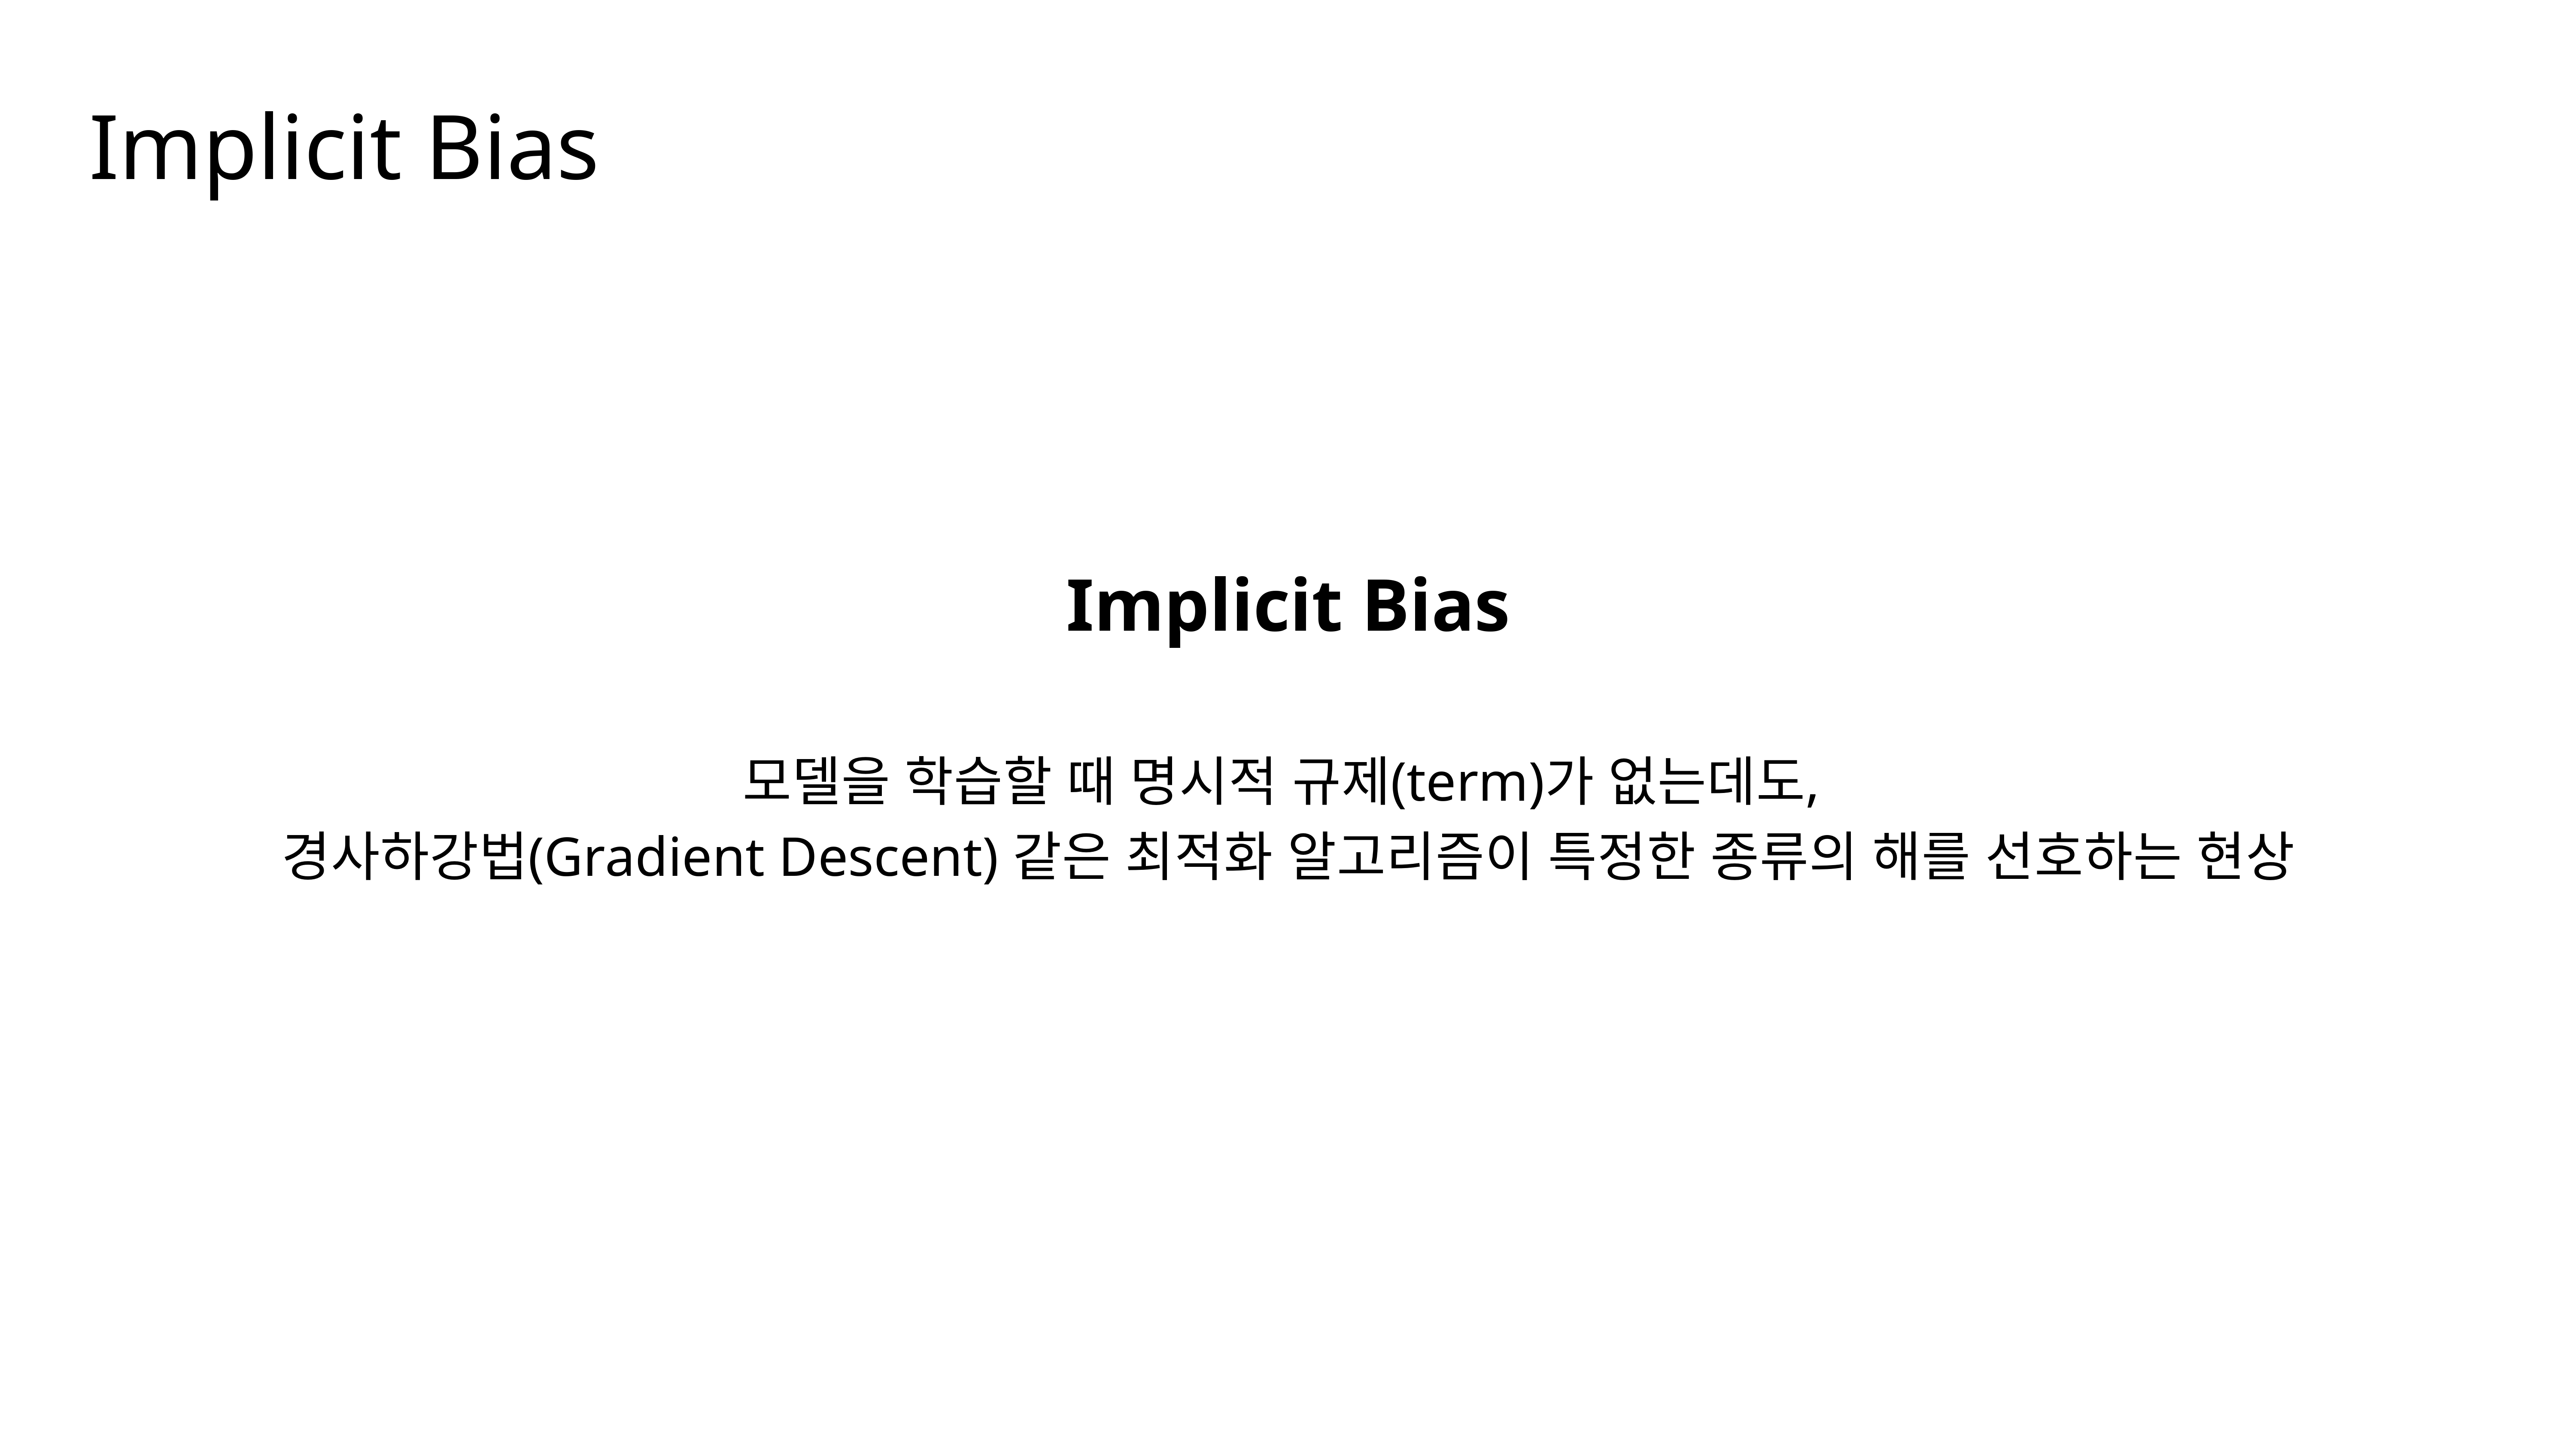 Implicit Bias
Implicit Bias
모델을 학습할 때 명시적 규제(term)가 없는데도,
경사하강법(Gradient Descent) 같은 최적화 알고리즘이 특정한 종류의 해를 선호하는 현상